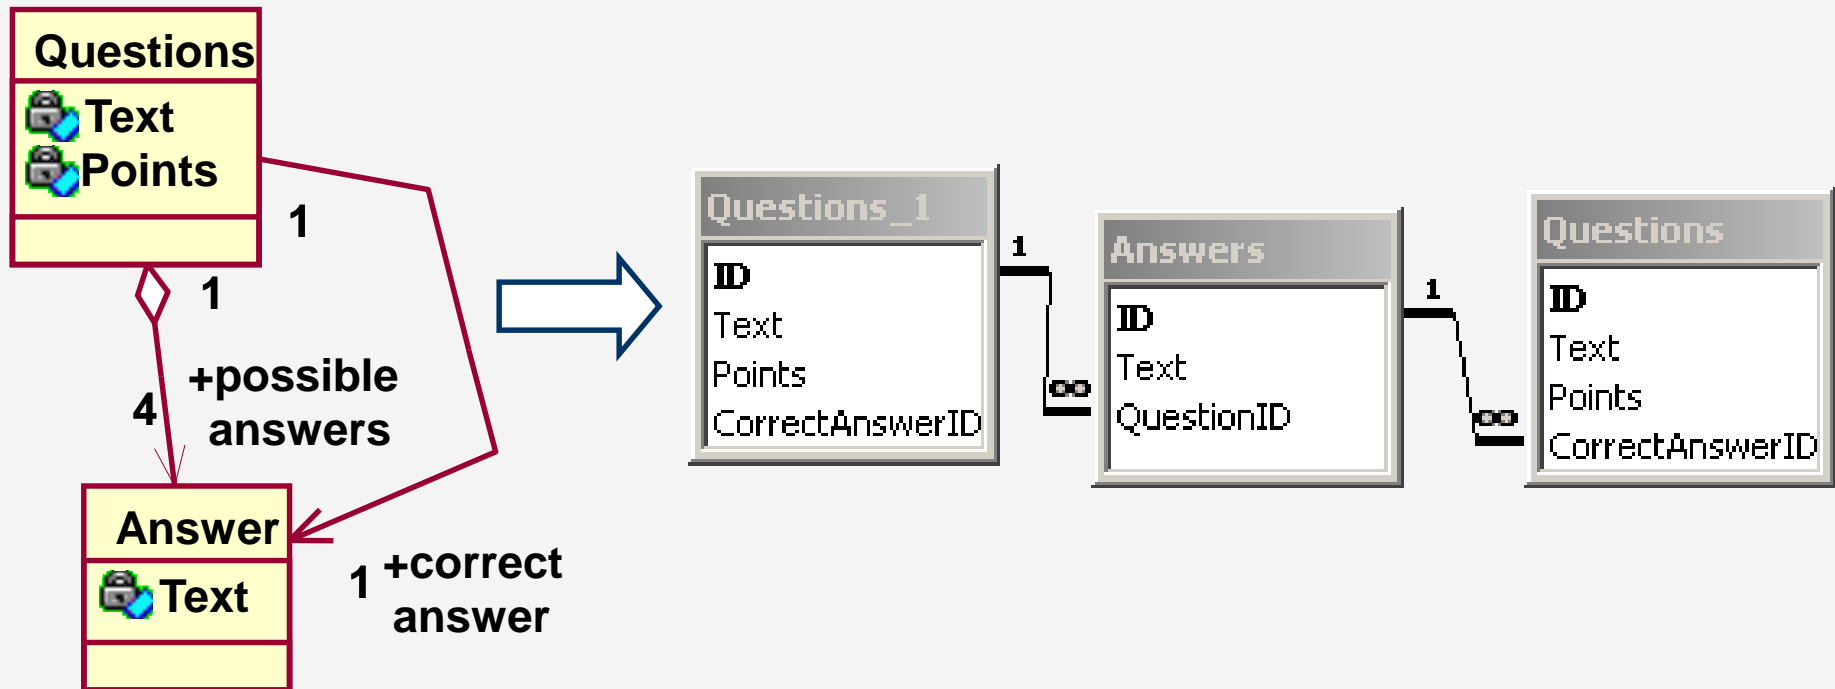 Questions
Text
Points
1
1
+possible
answers
4
Answer
Text
1
+correct
answer
Questions_1
ID
Text
Points
CorrectAnswerID
1
∞
Answers
ID
Text
QuestionID
1
∞
Questions
ID
Text
Points
CorrectAnswerID